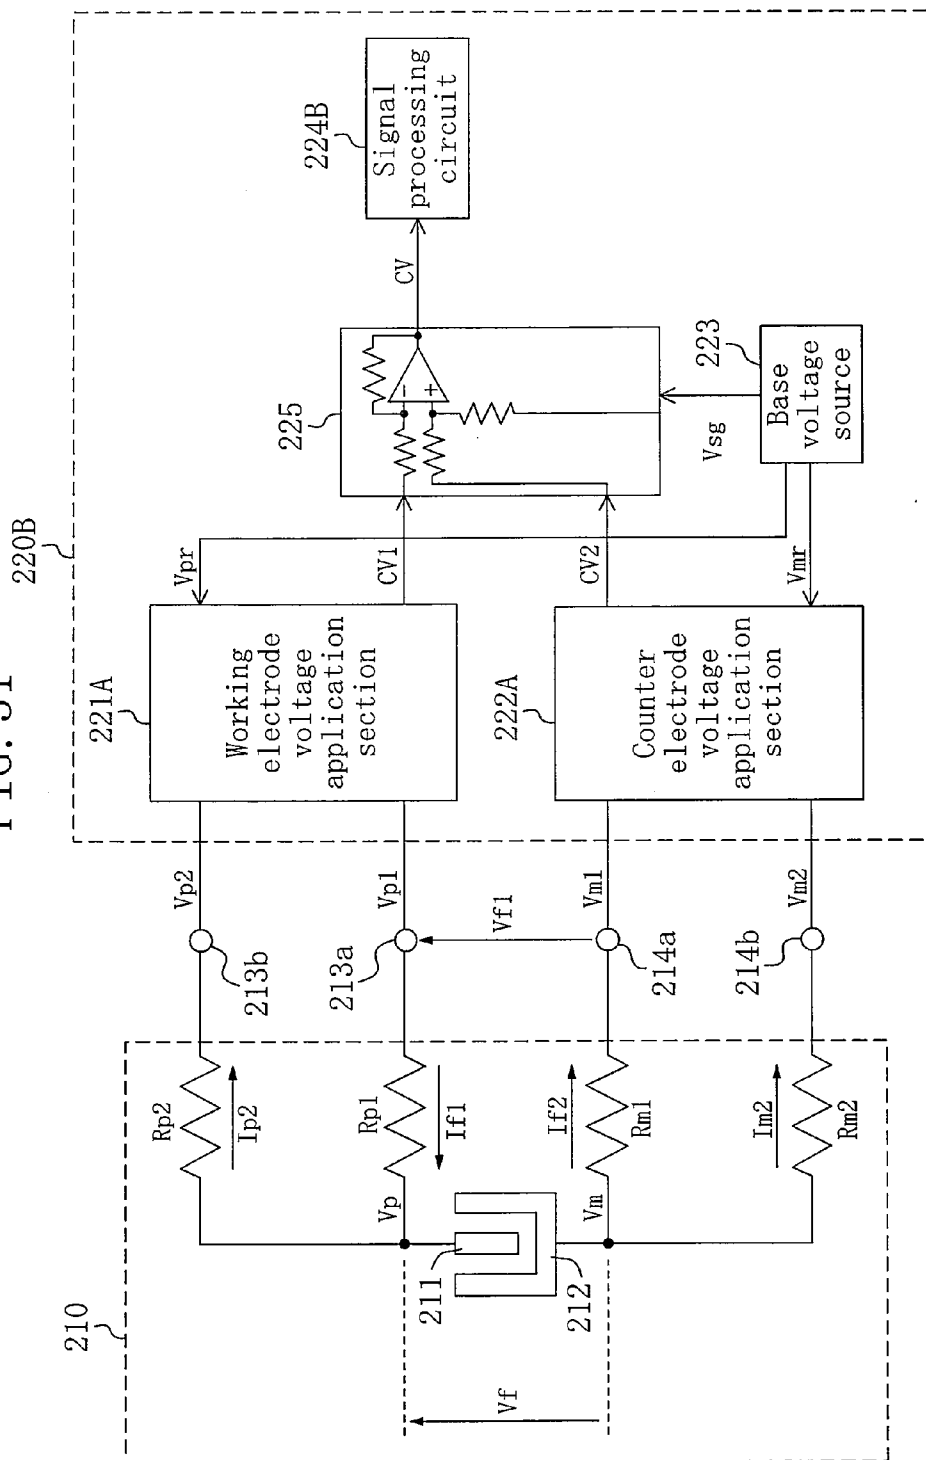 FIG. 31
210
220B
Vf
211
212
Vp
Vm
Rp2
Ip2
Rp1
If1
If2
Rm1
Im2
Rm2
213b
213a
214a
214b
Vp2
Vp1
Vf1
Vm1
Vm2
221A
Working
electrode
voltage
application
section
222A
Counter
electrode
voltage
application
section
Vpr
CV1
CV2
Vmr
225
-
+
Vsg
223
Base
voltage
source
CV
224B
Signal
processing
circuit